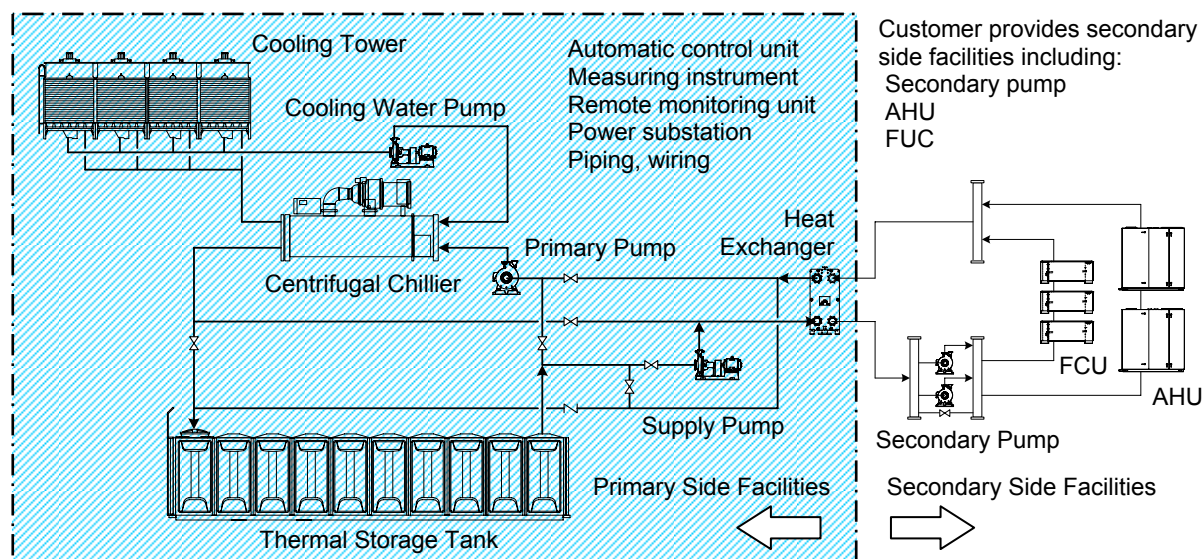 Cooling Tower
Cooling Water Pump
Automatic control unit
Measuring instrument
Remote monitoring unit
Power substation
Piping, wiring
Customer provides secondary
side facilities including:
Secondary pump
AHU
FUC
Heat
Exchanger
Primary Pump
Centrifugal Chillier
FCU
AHU
Supply Pump
Secondary Pump
Primary Side Facilities
Secondary Side Facilities
Thermal Storage Tank